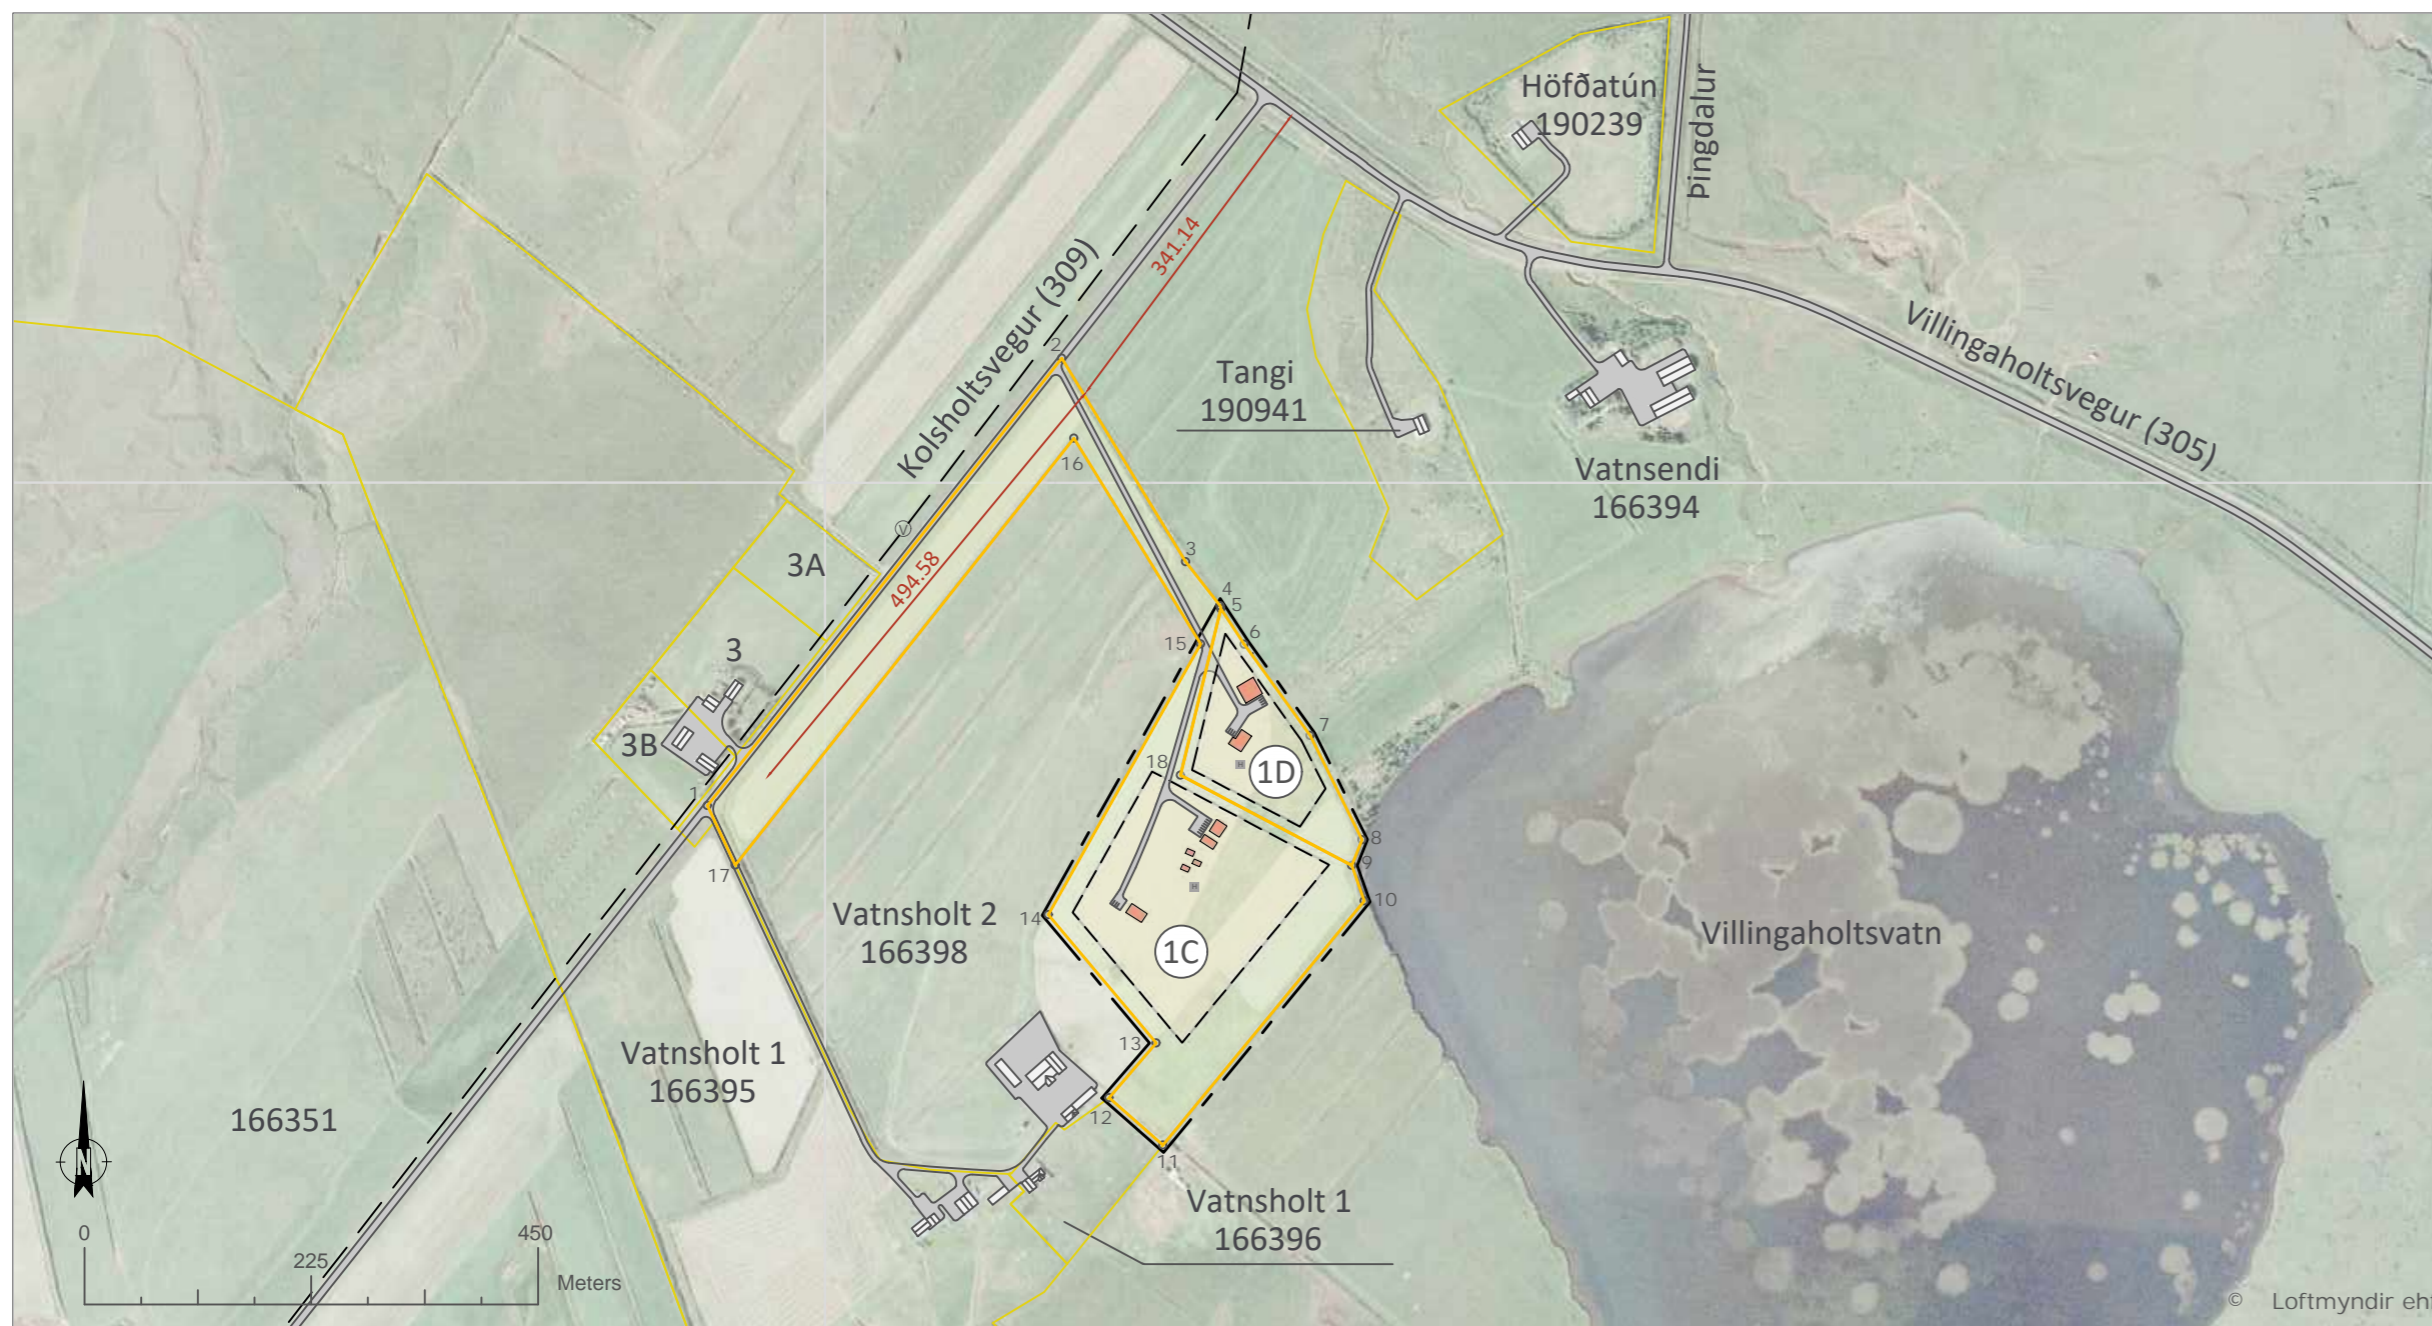 Höfðatún
190239
Þingdalur
341.14
Kolsholtsvegur (309)
Villingaholtsvegur (305)
2
Tangi
190941
16
Vatnsendi
166394
V
3
3A
494.58
4
5
6
15
3
7
3B
18
1D
1
8
9
17
10
Vatnsholt 2
166398
14
1C
Villingaholtsvatn
13
Vatnsholt 1
166395
12
166351
11
N
Vatnsholt 1
166396
0
225
450
Meters
H
H
© Loftmyndir ehf